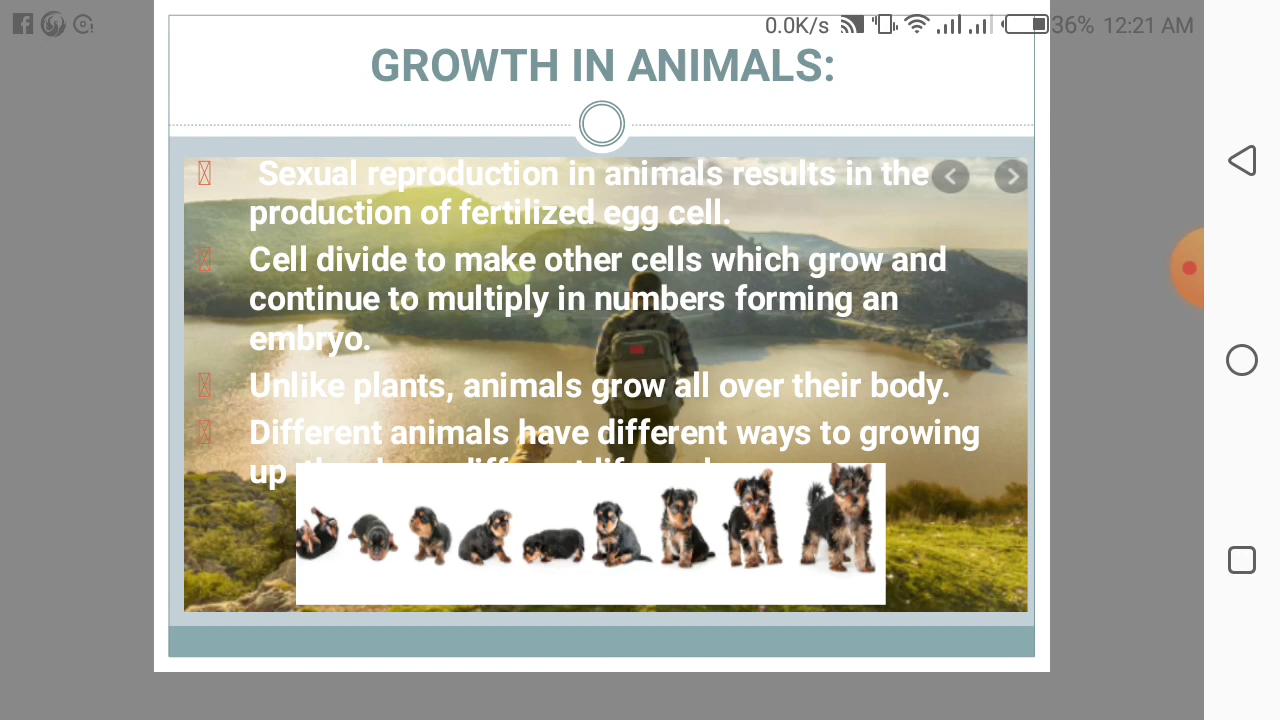 0.0K/s 36% 12:21 AM
GROWTH IN ANIMALS:
Sexual reproduction in animals results in the
production of fertilized egg cell.
Cell divide to make other cells which grow and
continue to multiply in numbers forming an
embryo.
Unlike plants, animals grow all over their body.
Different animals have different ways to growing
up